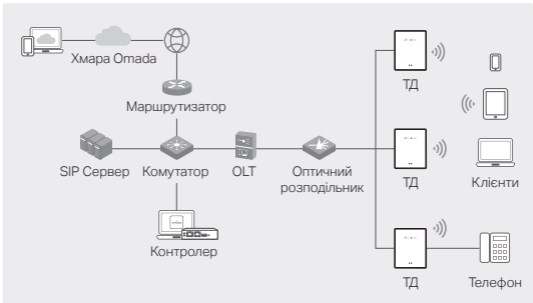 Хмара Omada
Маршрутизатор
ТД
SIP Сервер
Комутатор
OLT
Оптичний
розподільник
ТД
Клієнти
Контролер
ТД
Телефон